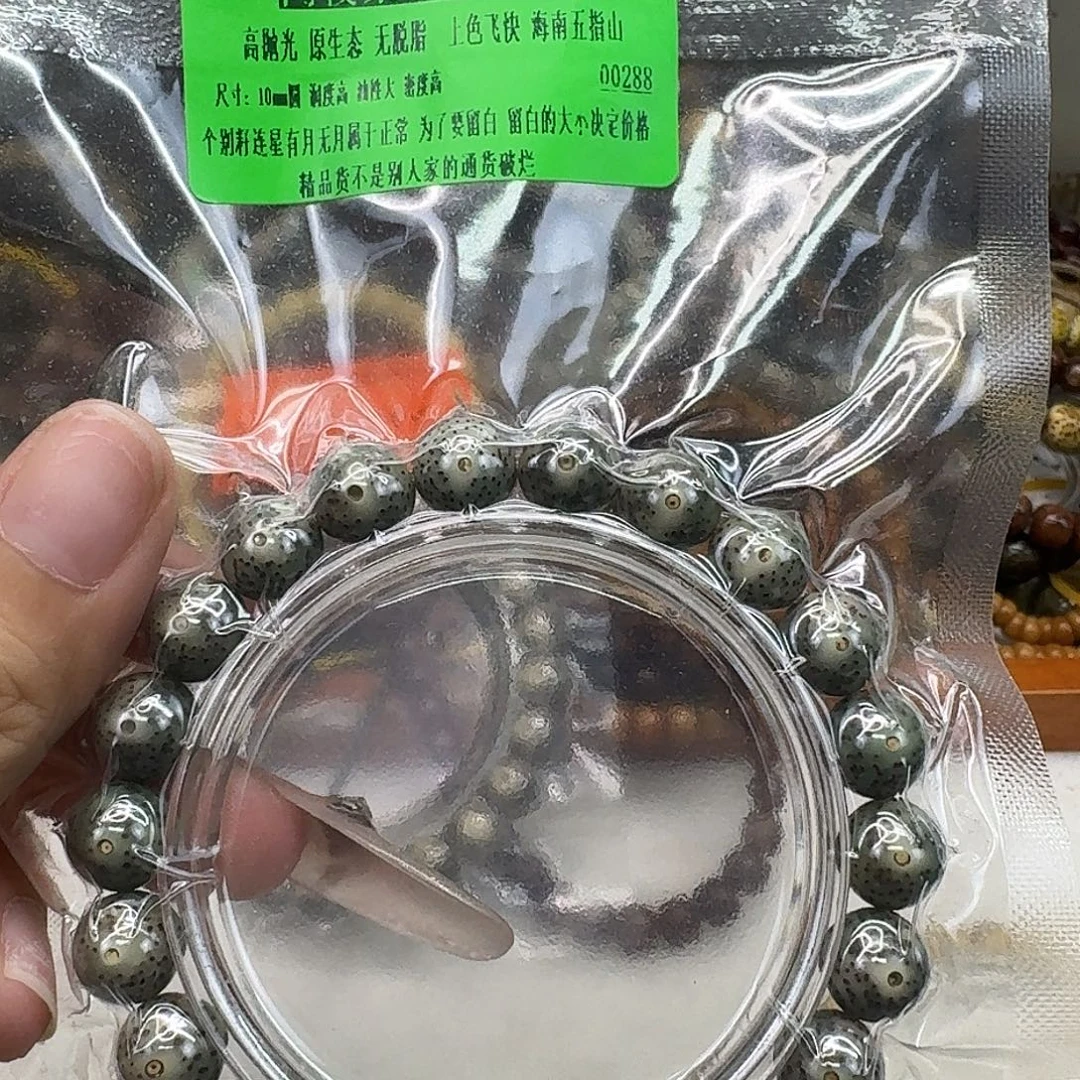 高抛光 原生态 无脱脂 上色飞快 海南五指山
00288
尺寸：10mm圆 润度高 油性大 密度高
个别籽连星有月无月属于正常 为了要留白 留白的大小决定价格
精品货不是别人家的通货破烂